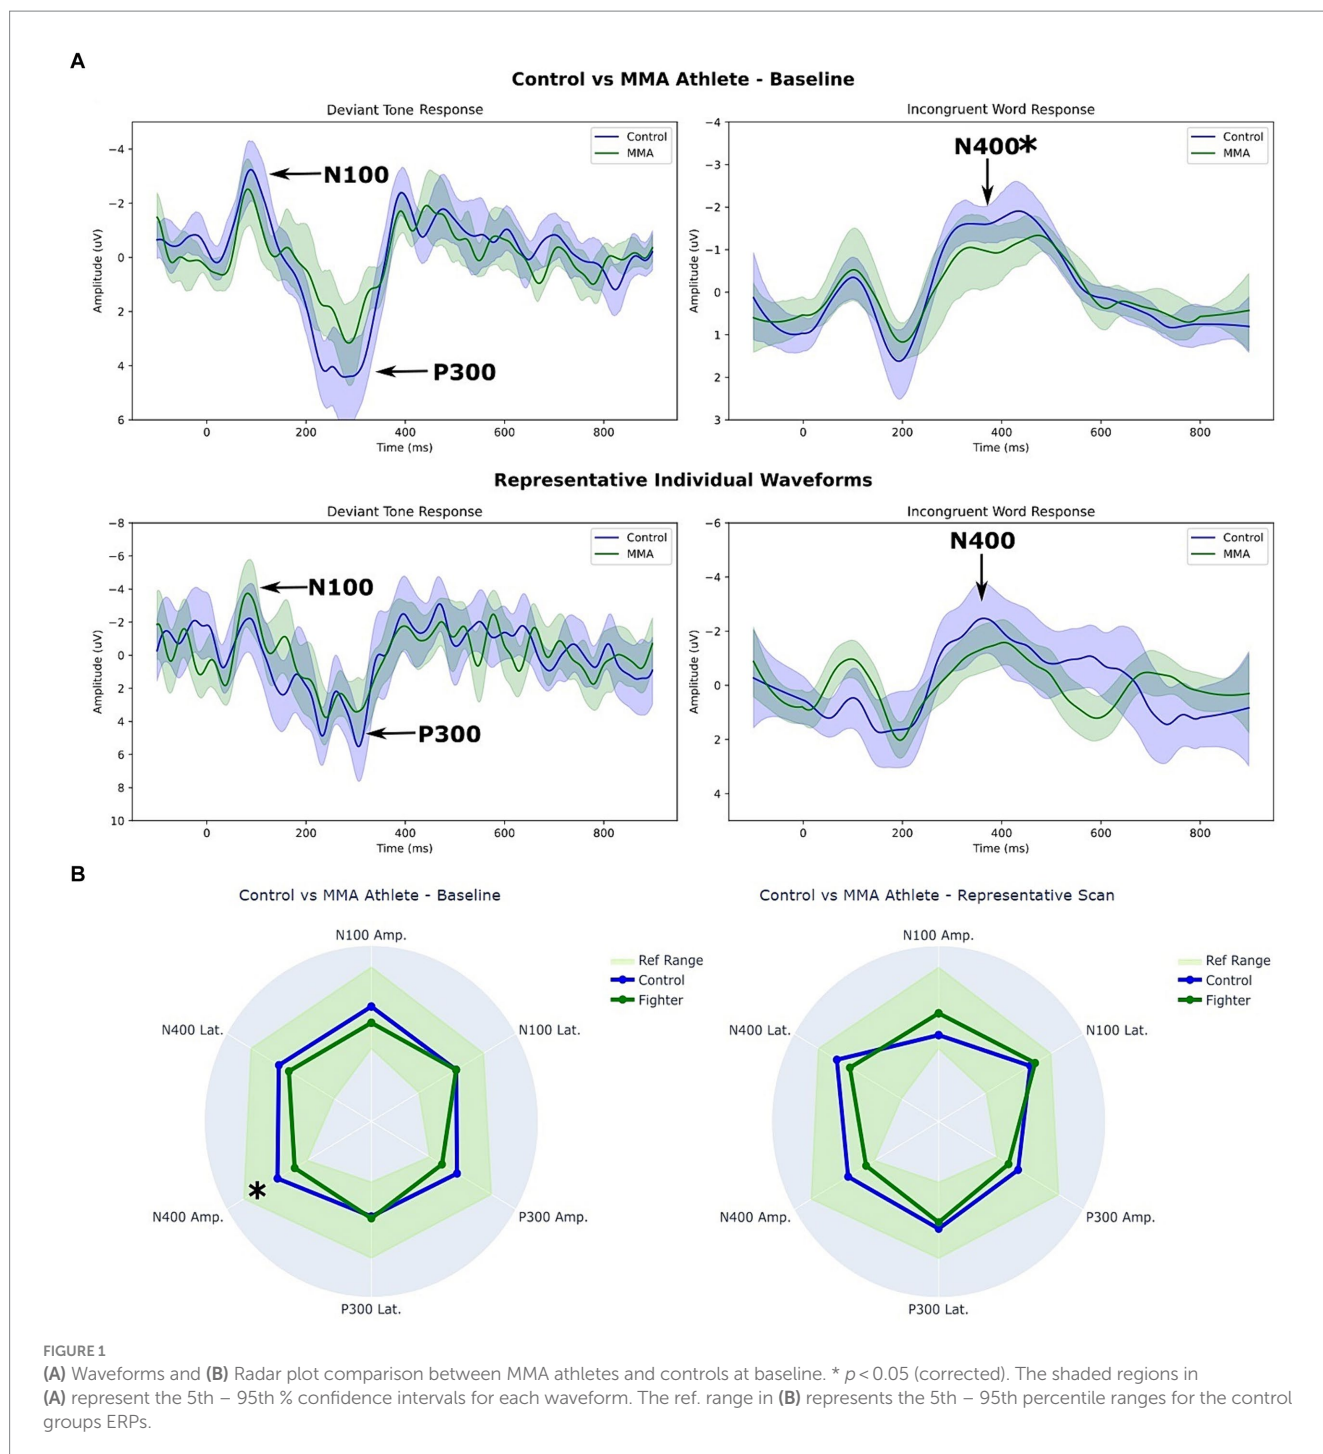 A
Control vs MMA Athlete - Baseline
Deviant Tone Response
Control
MMA
N100
P300
−4
−2
0
2
4
6
Amplitude (uV)
0 200 400 600 800
Time (ms)
Incongruent Word Response
Control
MMA
N400*
−4
−3
−2
−1
0
1
2
3
Amplitude (uV)
0 200 400 600 800
Time (ms)
Representative Individual Waveforms
Deviant Tone Response
Control
MMA
N100
P300
−8
−6
−4
−2
0
2
4
6
8
10
Amplitude (uV)
0 200 400 600 800
Time (ms)
Incongruent Word Response
Control
MMA
N400
−6
−4
−2
0
2
4
Amplitude (uV)
0 200 400 600 800
Time (ms)
B
Control vs MMA Athlete - Baseline
N100 Amp.
N400 Lat.
N100 Lat.
*
N400 Amp.
P300 Amp.
P300 Lat.
Ref Range
Control
Fighter
Control vs MMA Athlete - Representative Scan
N100 Amp.
N400 Lat.
N100 Lat.
N400 Amp.
P300 Amp.
P300 Lat.
Ref Range
Control
Fighter
FIGURE 1
(A) Waveforms and (B) Radar plot comparison between MMA athletes and controls at baseline. * p < 0.05 (corrected). The shaded regions in
(A) represent the 5th – 95th % confidence intervals for each waveform. The ref. range in (B) represents the 5th – 95th percentile ranges for the control
groups ERPs.